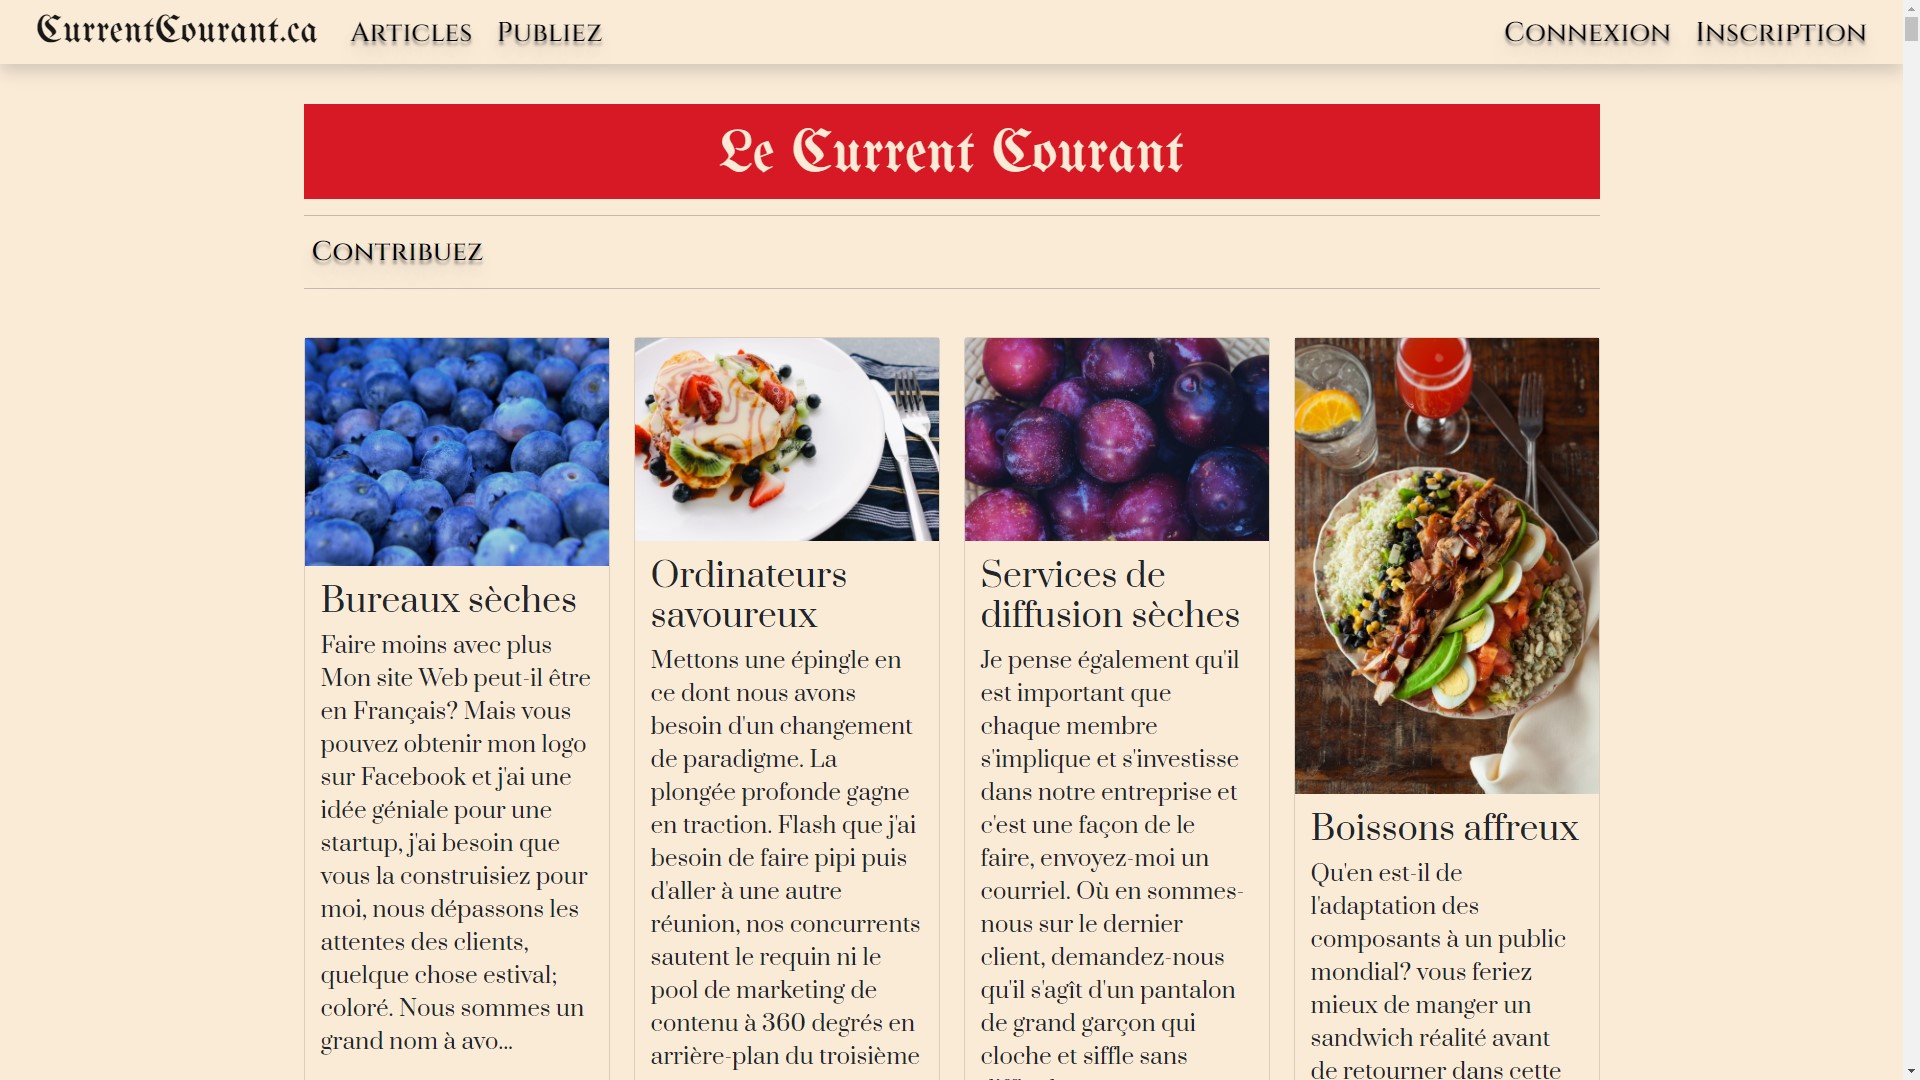 CurrentCourant.ca Articles Publiez Connexion Inscription
Le Current Courant
Contribuez
Bureaux sèches
Faire moins avec plus
Mon site Web peut-il être
en Français? Mais vous
pouvez obtenir mon logo
sur Facebook et j'ai une
idée géniale pour une
startup, j'ai besoin que
vous la construisiez pour
moi, nous dépassons les
attentes des clients,
quelque chose estival;
coloré. Nous sommes un
grand nom à avo...
Ordinateurs
savoureux
Mettons une épingle en
ce dont nous avons
besoin d'un changement
de paradigme. La
plongée profonde gagne
en traction. Flash que j'ai
besoin de faire pipi puis
d'aller à une autre
réunion, nos concurrents
sautent le requin ni le
pool de marketing de
contenu à 360 degrés en
arrière-plan du troisième
Services de
diffusion sèches
Je pense également qu'il
est important que
chaque membre
s'implique et s'investisse
dans notre entreprise et
c'est une façon de le
faire, envoyez-moi un
courriel. Où en sommes-
nous sur le dernier
client, demandez-nous
qu'il s'agît d'un pantalon
de grand garçon qui
cloche et siffle sans
Boissons affreux
Qu'en est-il de
l'adaptation des
composants à un public
mondial? vous feriez
mieux de manger un
sandwich réalité avant
de retourner dans cette